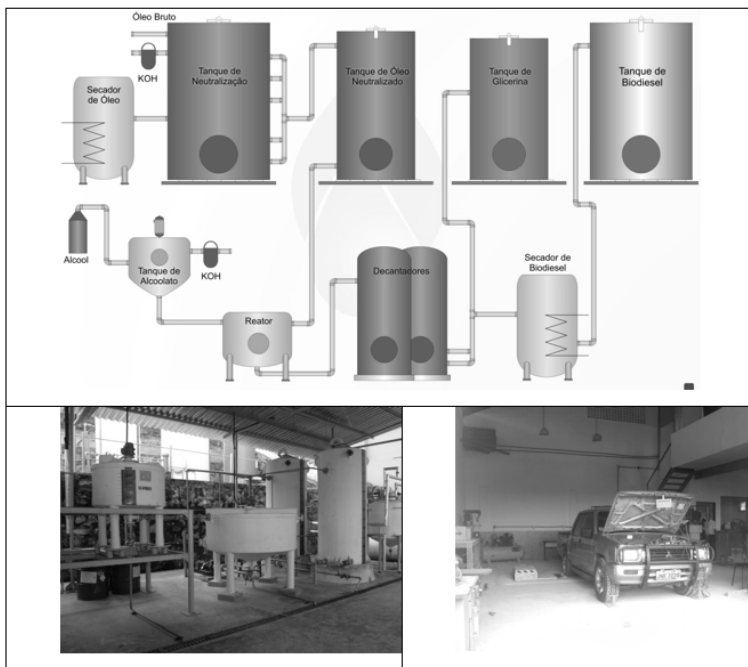 Óleo Bruto
KOH
Secador
de Óleo
Tanque de
Neutralização
Tanque de Óleo
Neutralizado
Tanque de
Glicerina
Tanque de
Biodiesel
Alcool
Tanque de
Alcoolato
KOH
Reator
Decantadores
Secador de
Biodiesel